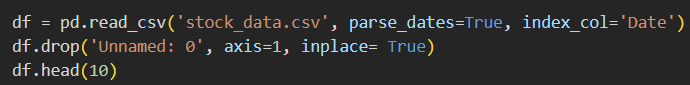 df = pd.read_csv('stock_data.csv', parse_dates=True, index_col='Date')
df.drop('Unnamed: 0', axis=1, inplace= True)
df.head(10)